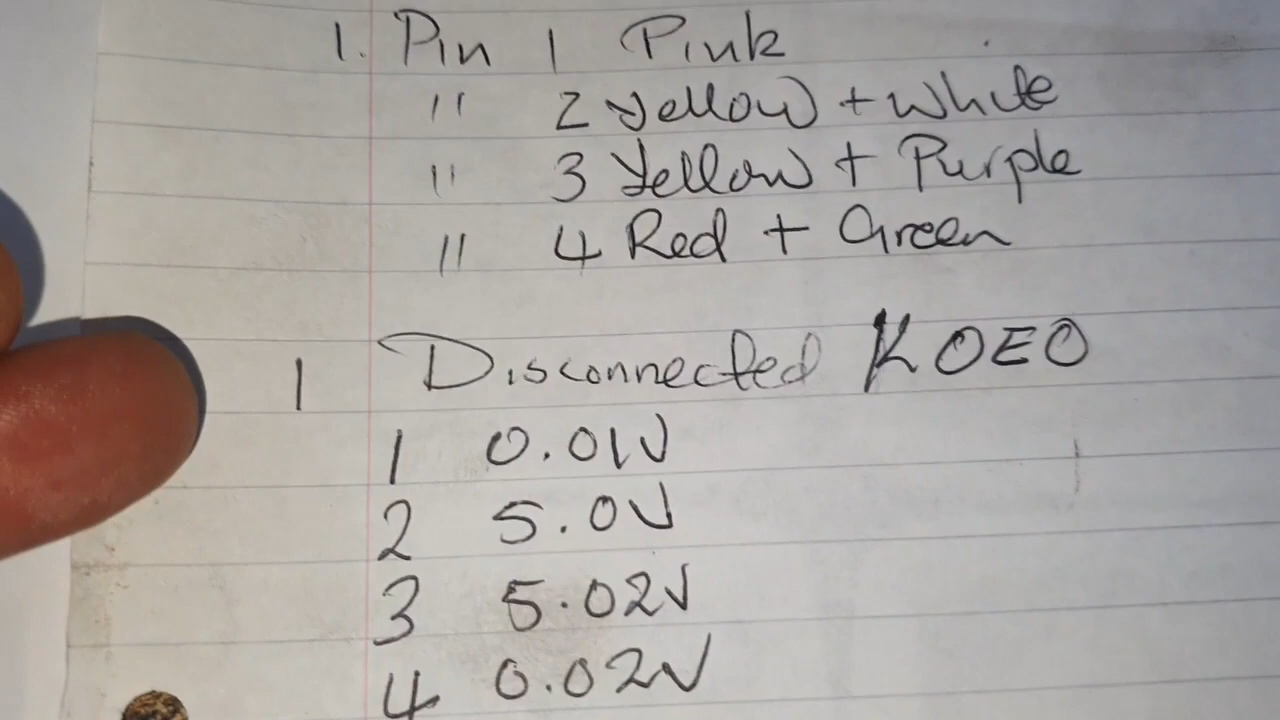 1. Pin 1 Pink
" 2 Yellow + White
" 3 Yellow + Purple
" 4 Red + Green
1 Disconnected KOEO
1 0.01V
2 5.0V
3 5.02V
4 0.02V